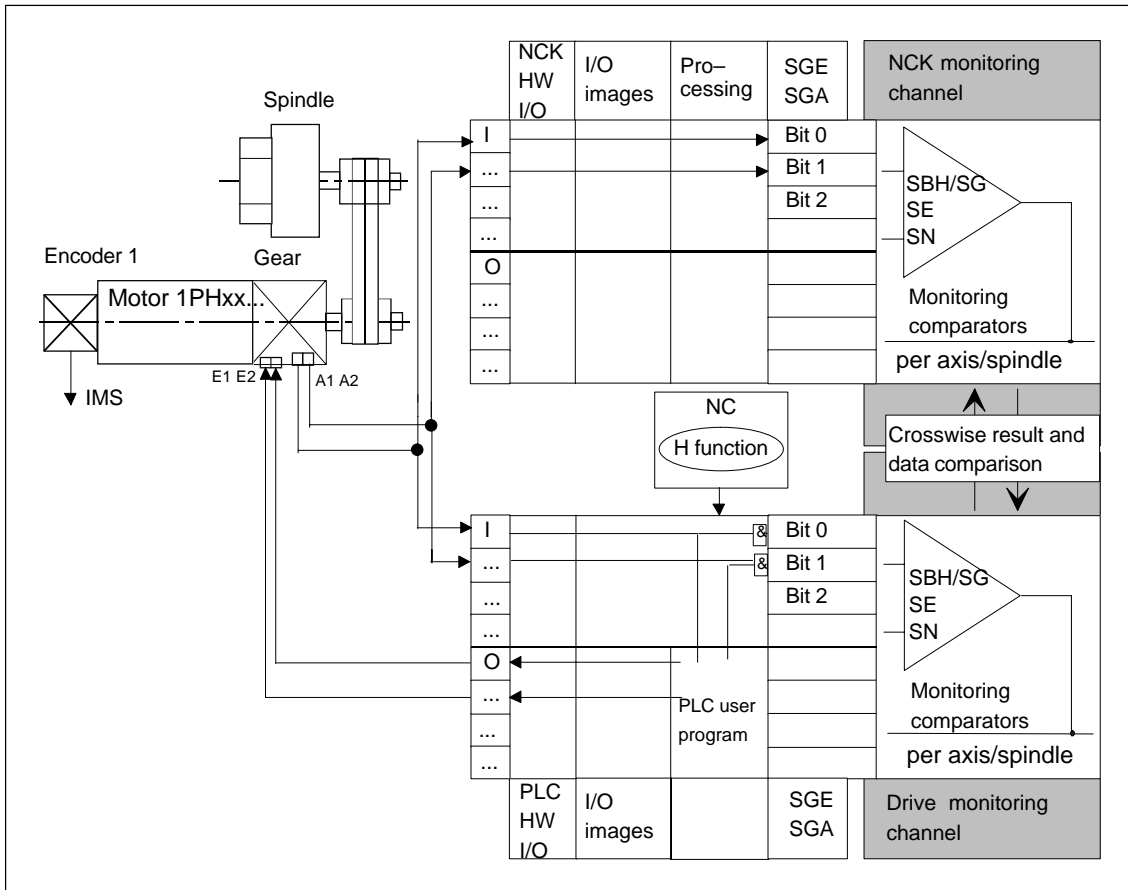 NCK
HW
I/O
I/O
images
Pro–
cessing
SGE
SGA
NCK monitoring
channel
Spindle
I
...
...
...
O
...
...
...
Bit 0
Bit 1
Bit 2
SBH/SG
SE
SN
Monitoring
comparators
per axis/spindle
Encoder 1
Gear
Motor 1PHxx...
E1 E2
A1 A2
IMS
NC
H function
Crosswise result and
data comparison
I
...
...
...
O
...
...
...
&
&
Bit 0
Bit 1
Bit 2
PLC user
program
SBH/SG
SE
SN
Monitoring
comparators
per axis/spindle
PLC
HW
I/O
I/O
images
SGE
SGA
Drive monitoring
channel